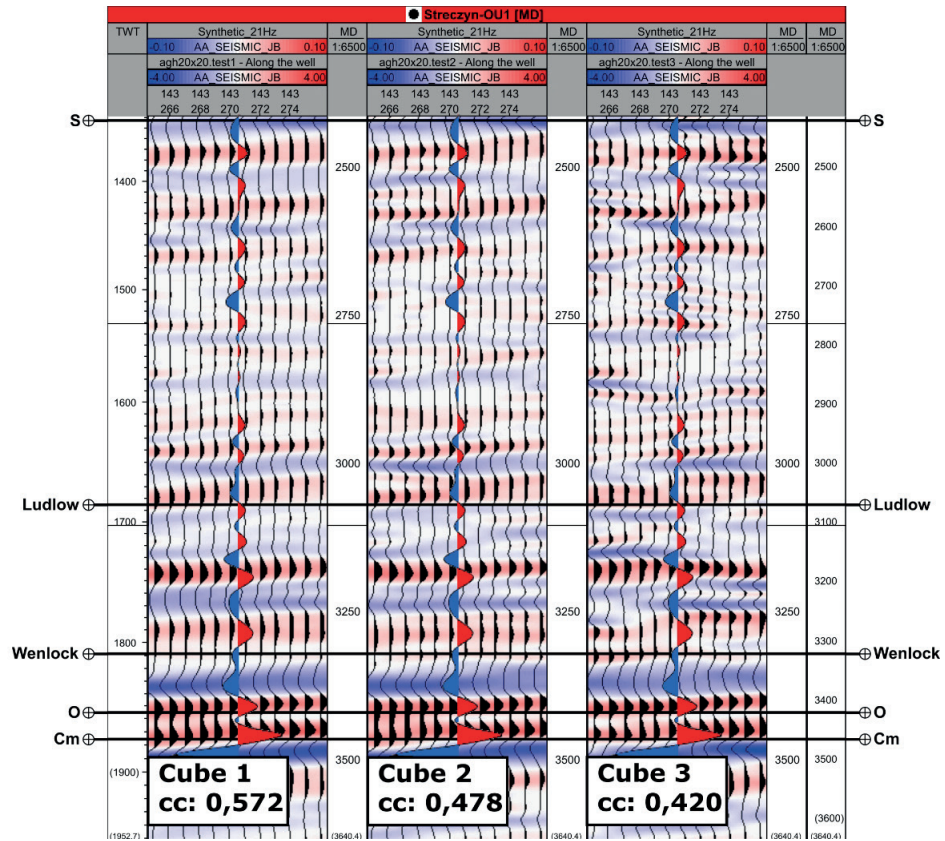 Streczyn-OU1 [MD]
TWT Synthetic_21Hz MD Synthetic_21Hz MD Synthetic_21Hz MD MD
-0.10 AA_SEISMIC_JB 0.10 1:6500 -0.10 AA_SEISMIC_JB 0.10 1:6500 -0.10 AA_SEISMIC_JB 0.10 1:6500 1:6500
agh20x20.test1 - Along the well agh20x20.test2 - Along the well agh20x20.test3 - Along the well
-4.00 AA_SEISMIC_JB 4.00 -4.00 AA_SEISMIC_JB 4.00 -4.00 AA_SEISMIC_JB 4.00
143 143 143 143 143 143 143 143 143 143 143 143
266 268 270 272 274 266 268 270 272 274 266 268 270 272 274
S S
2500 2500 2500 2500
1400
2600
1500
2700
2750 2750 2750
2800
1600
2900
3000 3000 3000 3000
Ludlow Ludlow
1700 3100
3200
3250 3250 3250
1800 3300
Wenlock Wenlock
3400
O O
Cm Cm
3500 3500 3500 3500
(1900)
Cube 1 Cube 2 Cube 3
cc: 0,572 cc: 0,478 cc: 0,420
(3600)
(1952.7) (3640.4) (3640.4) (3640.4) (3640.4)